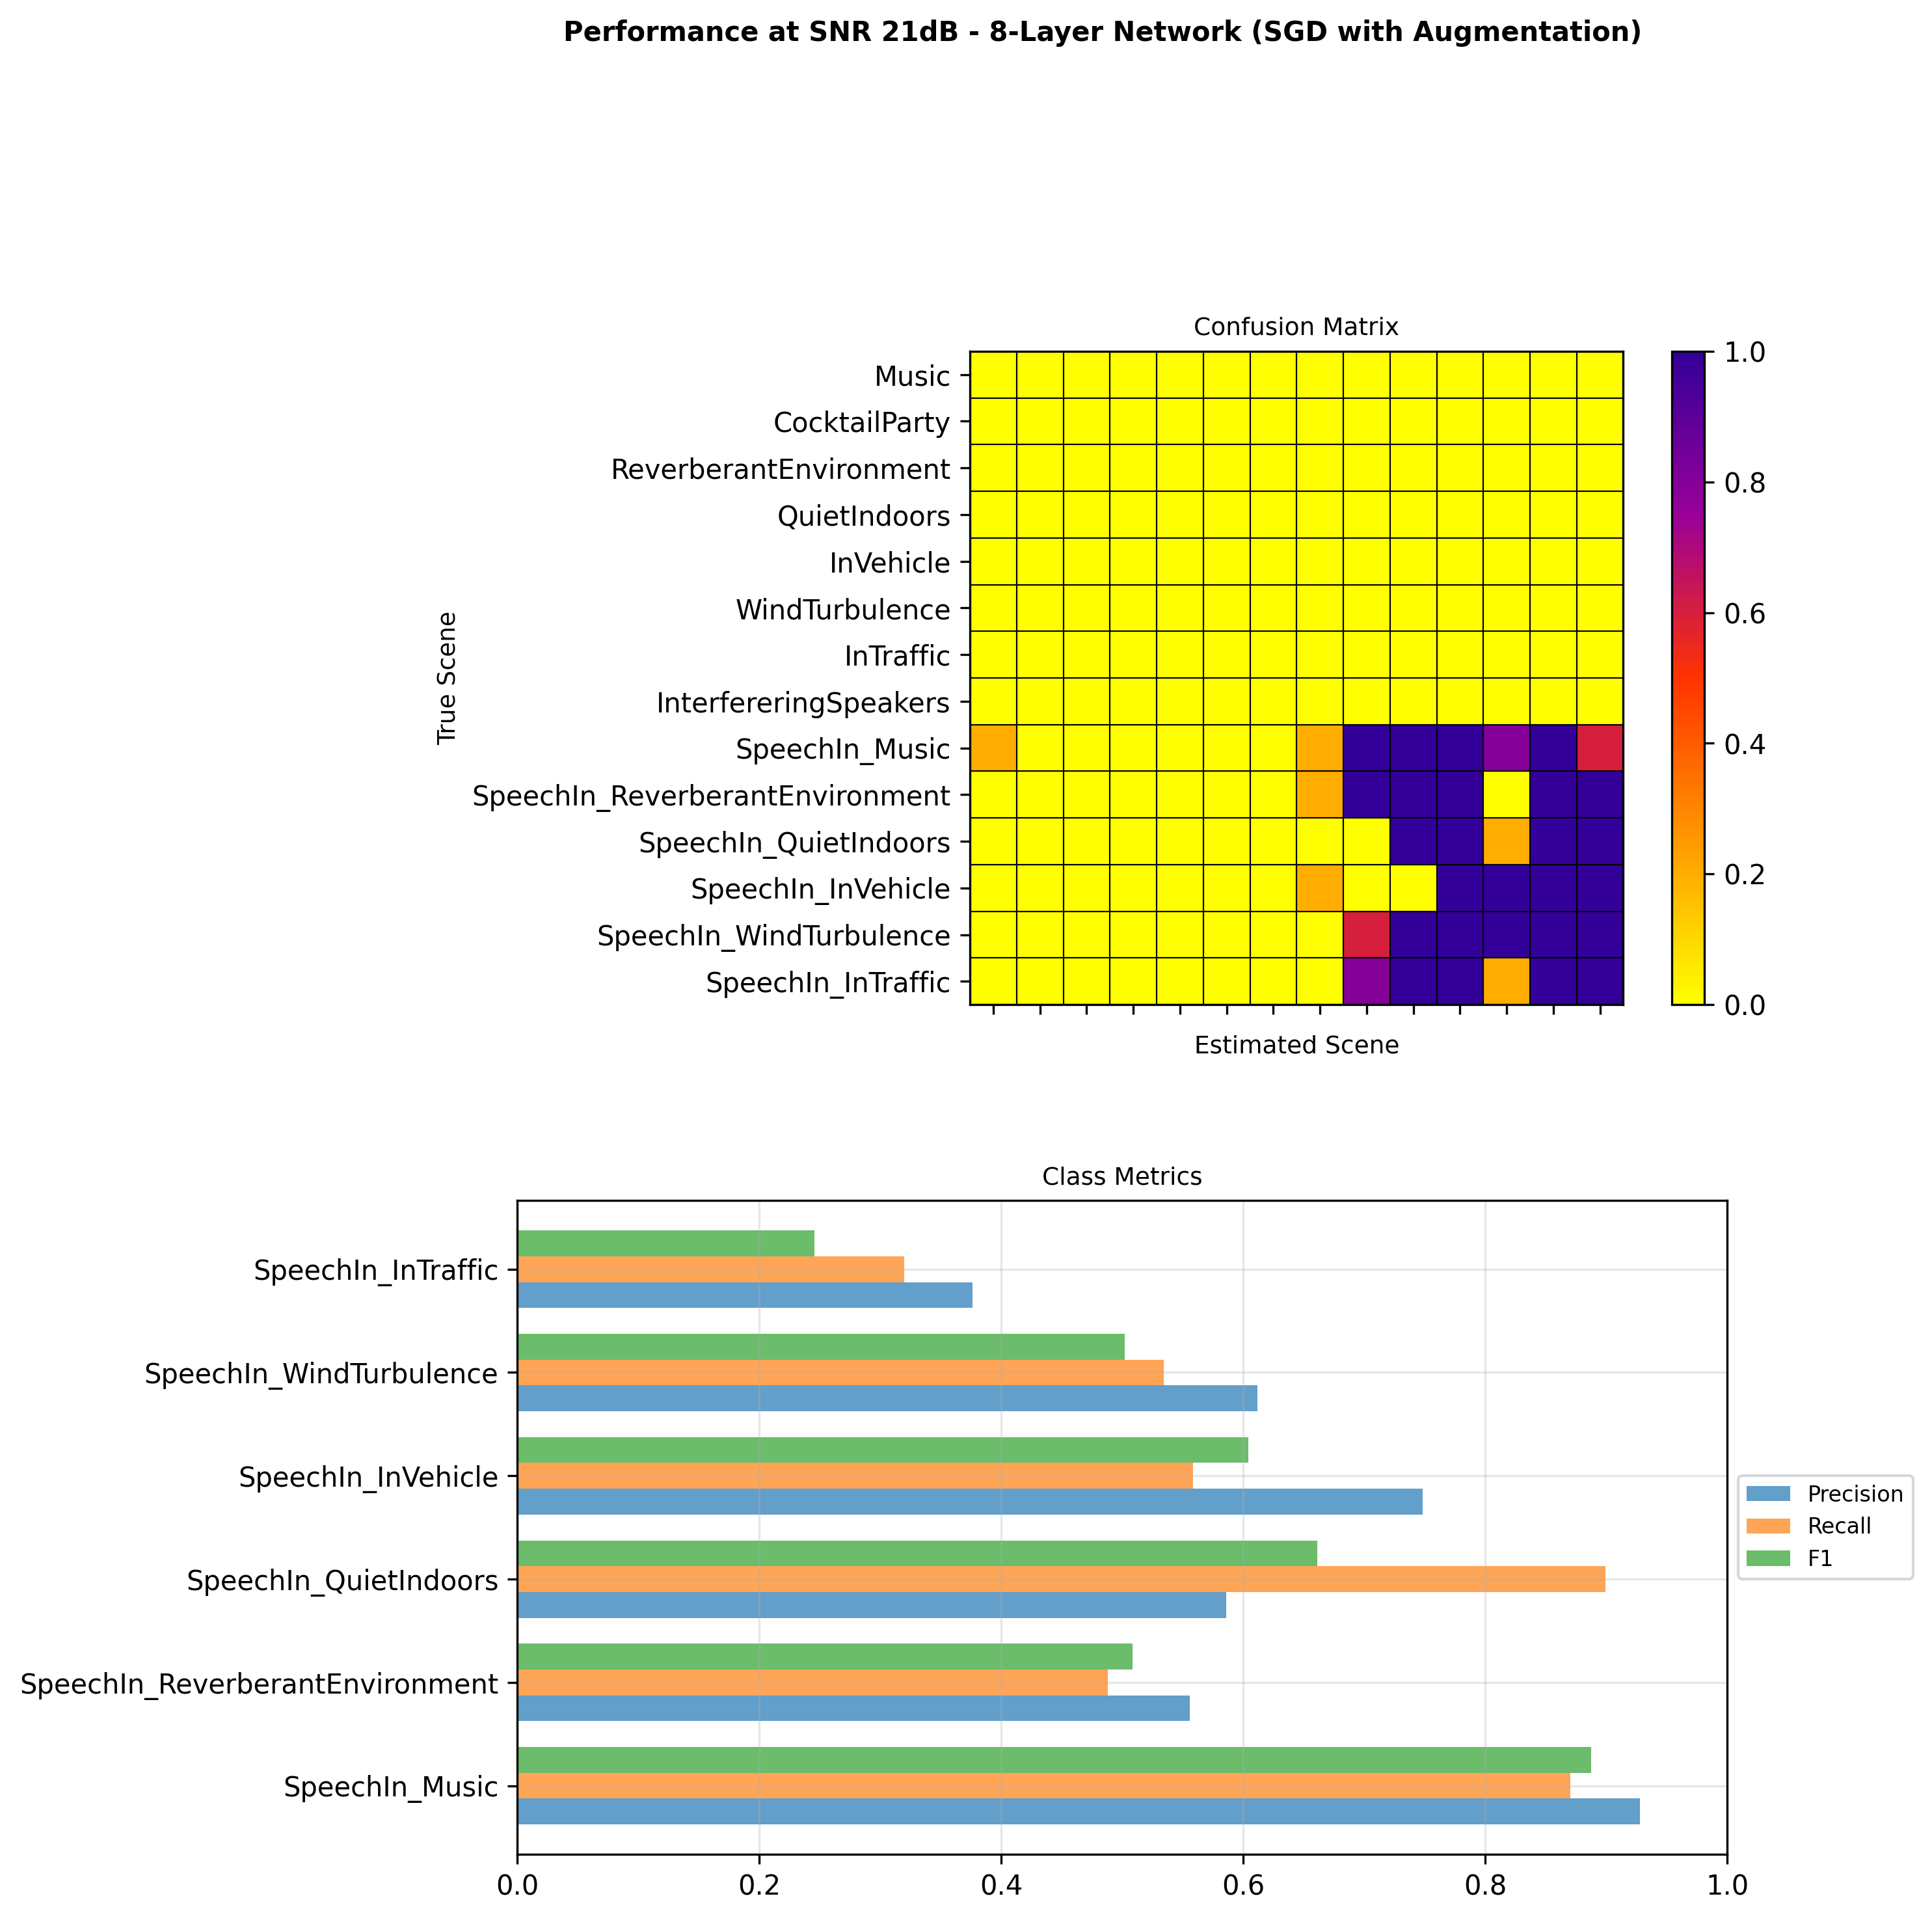 Performance at SNR 21dB - 8-Layer Network (SGD with Augmentation)
Confusion Matrix
True Scene
Music
CocktailParty
ReverberantEnvironment
QuietIndoors
InVehicle
WindTurbulence
InTraffic
InterfereringSpeakers
SpeechIn_Music
SpeechIn_ReverberantEnvironment
SpeechIn_QuietIndoors
SpeechIn_InVehicle
SpeechIn_WindTurbulence
SpeechIn_InTraffic
Estimated Scene
1.0
0.8
0.6
0.4
0.2
0.0
Class Metrics
SpeechIn_InTraffic
SpeechIn_WindTurbulence
SpeechIn_InVehicle
SpeechIn_QuietIndoors
SpeechIn_ReverberantEnvironment
SpeechIn_Music
0.0 0.2 0.4 0.6 0.8 1.0
Precision
Recall
F1